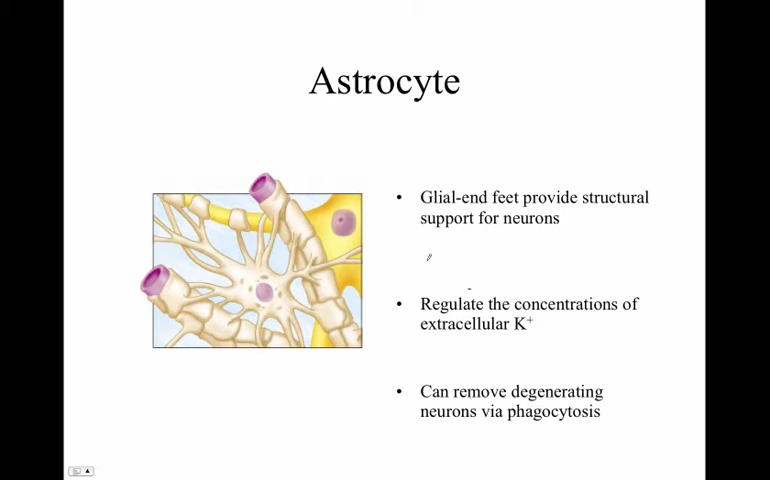 Astrocyte
• Glial-end feet provide structural
support for neurons
• Regulate the concentrations of
extracellular K⁺
• Can remove degenerating
neurons via phagocytosis